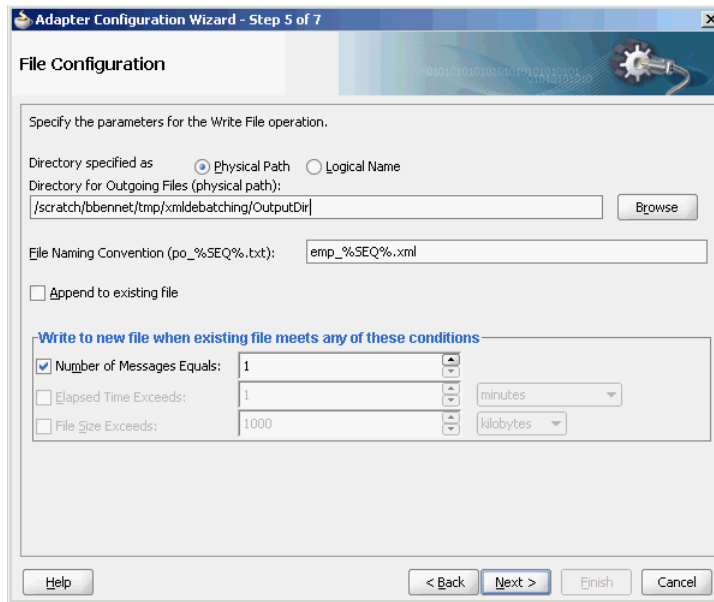 Adapter Configuration Wizard - Step 5 of 7
File Configuration
Specify the parameters for the Write File operation.
Directory specified as Physical Path Logical Name
Directory for Outgoing Files (physical path):
/scratch/bbennet/tmp/xmldebatching/OutputDir
Browse
File Naming Convention (po_%SEQ%.txt): emp_%SEQ%.xml
Append to existing file
Write to new file when existing file meets any of these conditions
Number of Messages Equals: 1
Elapsed Time Exceeds: 1 minutes
File Size Exceeds: 1000 kilobytes
Help < Back Next > Finish Cancel